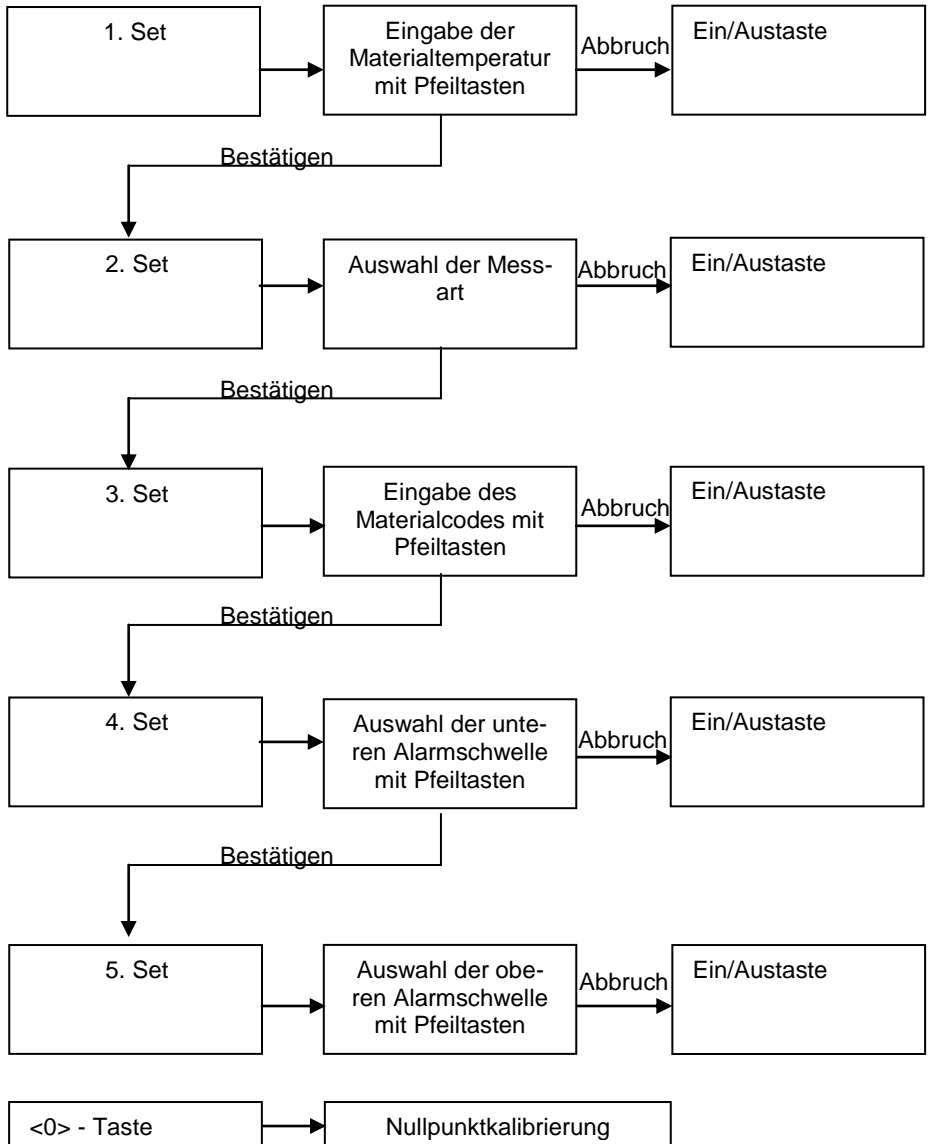 1. Set
Eingabe der
Materialtemperatur
mit Pfeiltasten
Abbruch
Ein/Austaste
Bestätigen
2. Set
Auswahl der Mess-
art
Abbruch
Ein/Austaste
Bestätigen
3. Set
Eingabe des
Materialcodes mit
Pfeiltasten
Abbruch
Ein/Austaste
Bestätigen
4. Set
Auswahl der unte-
ren Alarmschwelle
mit Pfeiltasten
Abbruch
Ein/Austaste
Bestätigen
5. Set
Auswahl der obe-
ren Alarmschwelle
mit Pfeiltasten
Abbruch
Ein/Austaste
<0> - Taste
Nullpunktkalibrierung